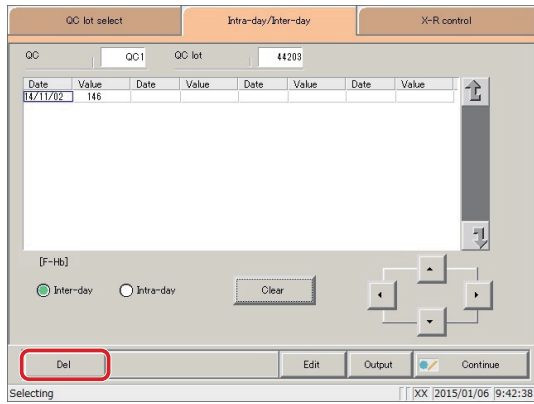 QC lot select Intra-day/Inter-day X-R control
QC QC1 QC lot 44203
Date Value Date Value Date Value Date Value
14/11/02 146
[F-Hb]
Inter-day Intra-day Clear
Del Edit Output Continue
Selecting XX 2015/01/06 9:42:38